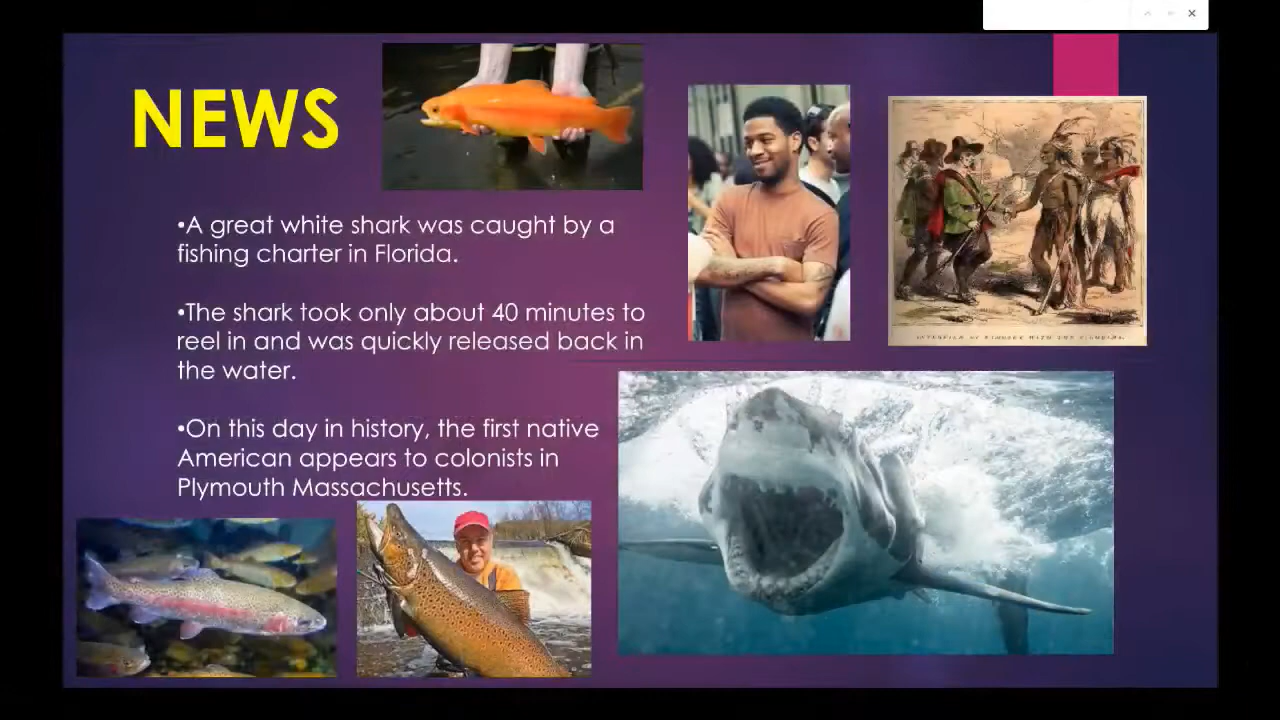 NEWS
•A great white shark was caught by a
fishing charter in Florida.
•The shark took only about 40 minutes to
reel in and was quickly released back in
the water.
•On this day in history, the first native
American appears to colonists in
Plymouth Massachusetts.